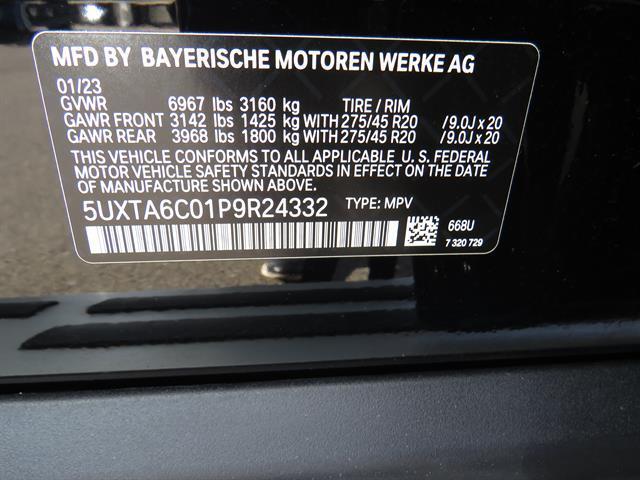 MFD BY BAYERISCHE MOTOREN WERKE AG
01/23
GVWR 6967 lbs 3160 kg TIRE / RIM
GAWR FRONT 3142 lbs 1425 kg WITH 275/45 R20 /9.0J x 20
GAWR REAR 3968 lbs 1800 kg WITH 275/45 R20 /9.0J x 20
THIS VEHICLE CONFORMS TO ALL APPLICABLE U. S. FEDERAL
MOTOR VEHICLE SAFETY STANDARDS IN EFFECT ON THE
DATE OF MANUFACTURE SHOWN ABOVE.
5UXTA6C01P9R24332 TYPE: MPV
668U
7 320 729